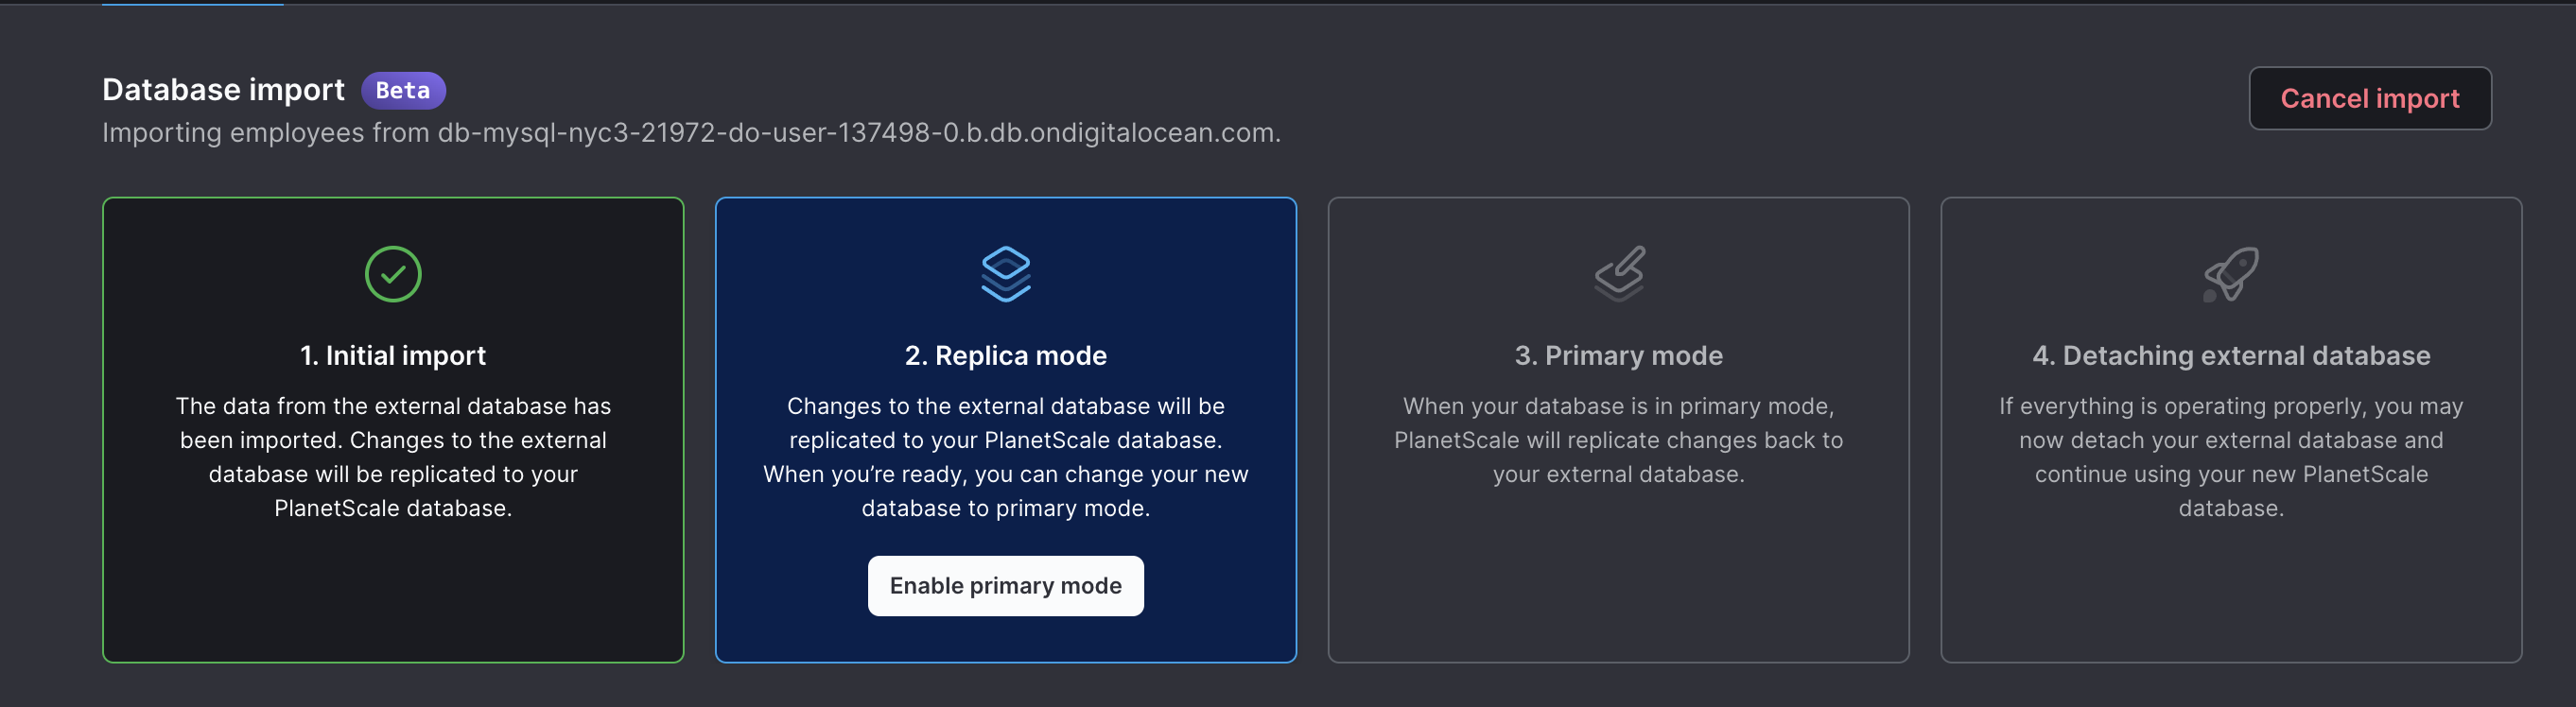 Database import Beta
Cancel import
Importing employees from db-mysql-nyc3-21972-do-user-137498-0.b.db.ondigitalocean.com.
1. Initial import
The data from the external database has
been imported. Changes to the external
database will be replicated to your
PlanetScale database.
2. Replica mode
Changes to the external database will be
replicated to your PlanetScale database.
When you’re ready, you can change your new
database to primary mode.
Enable primary mode
3. Primary mode
When your database is in primary mode,
PlanetScale will replicate changes back to
your external database.
4. Detaching external database
If everything is operating properly, you may
now detach your external database and
continue using your new PlanetScale
database.